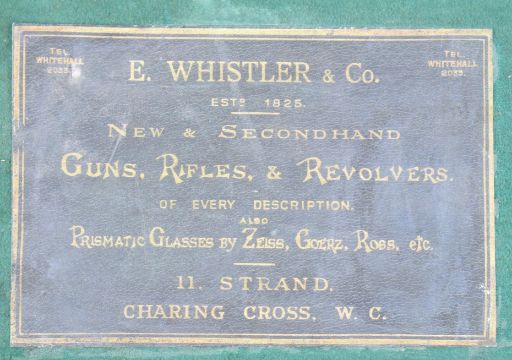 TEL.
WHITEHALL
2033.
TEL.
WHITEHALL
2033.
E. WHISTLER & Co.
ESTD 1825.
NEW & SECONDHAND
GUNS, RIFLES, & REVOLVERS.
OF EVERY DESCRIPTION.
ALSO
PRISMATIC GLASSES BY ZEISS, GOERZ, ROSS, etc.
11. STRAND.
CHARING CROSS, W. C.